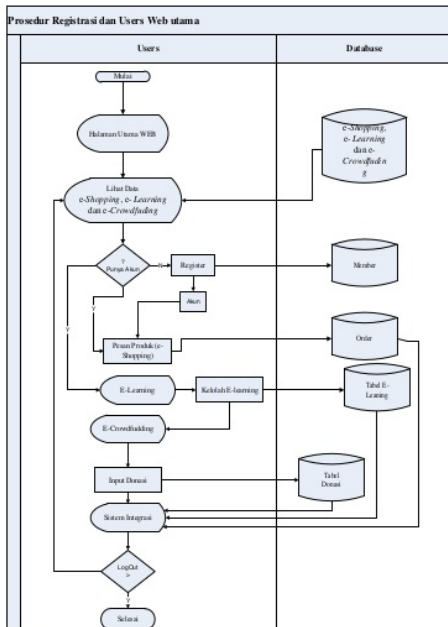 Prosedur Registrasi dan Users Web utama
Users
Database
Mulai
Halaman Utama WEB
e-Shopping,
e- Learning
dan e-
Crowdfudin
g
Lihat Data
e-Shopping, e- Learning
dan e-Crowdfuding
?
Punya Akun
N
Register
Member
Akun
Y
Y
Pesan Produk (e-
Shopping)
Order
E-Learning
Kelolah E-learning
Tabel E-
Leaning
E-Crowdfudding
Input Donasi
Tabel
Donasi
Sistem Integrasi
LogOut
>
Y
Selesai